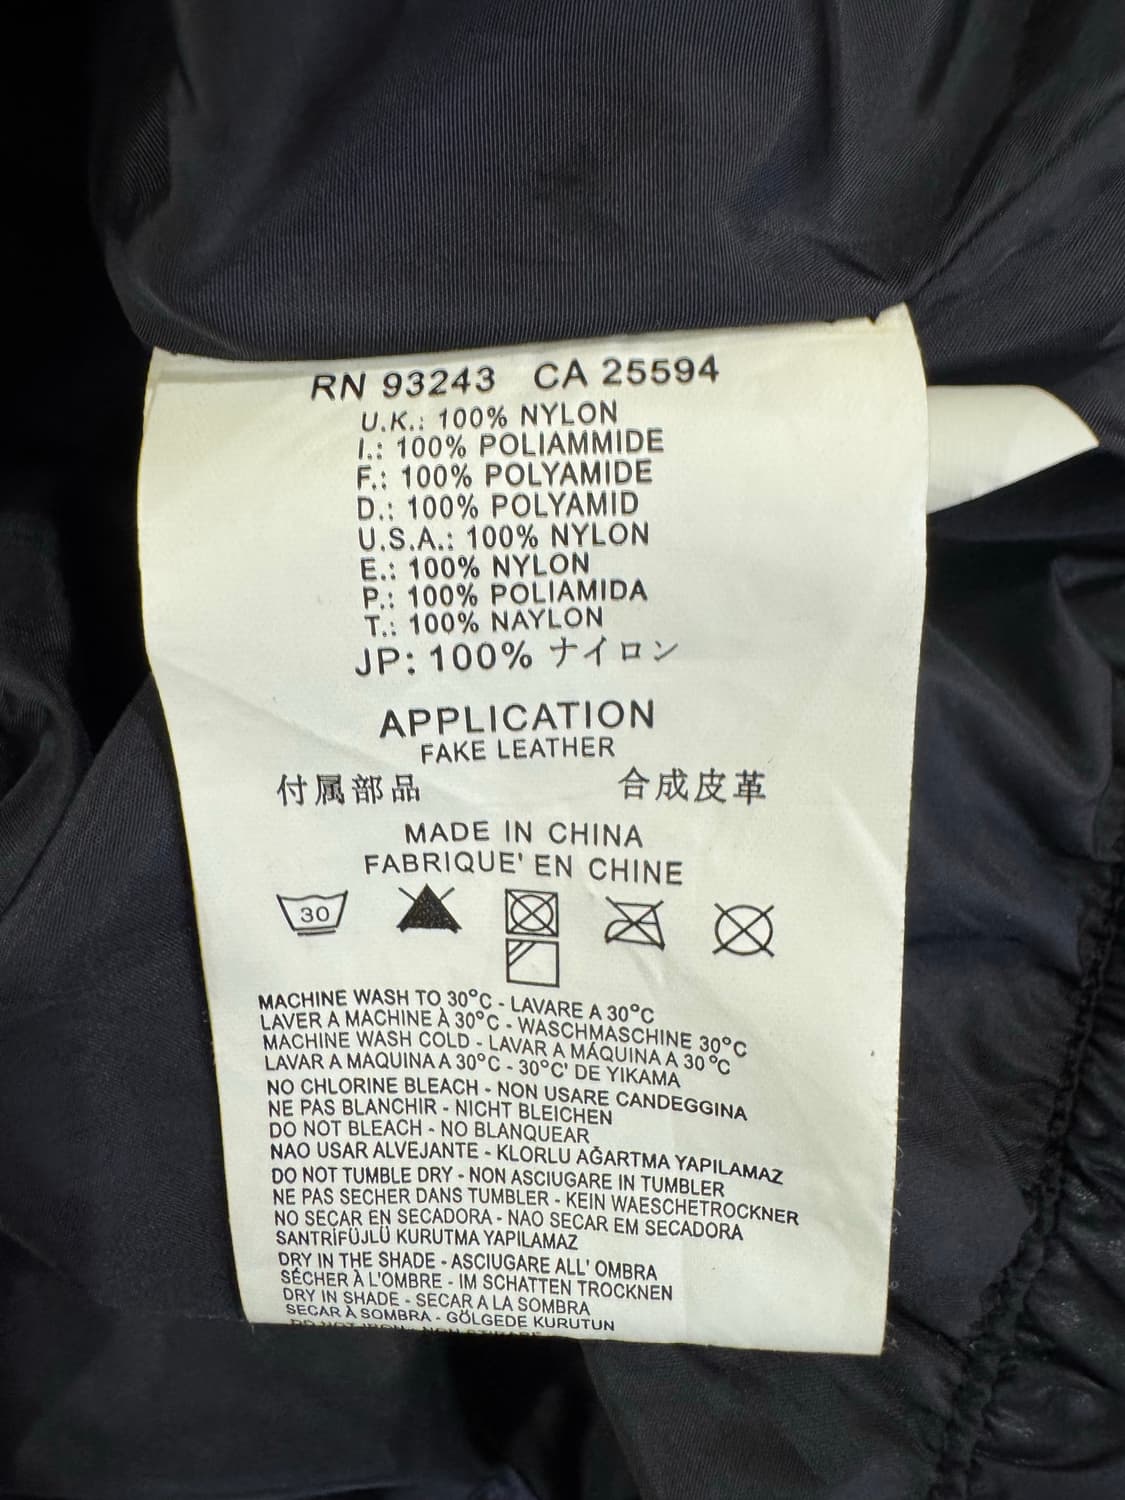 RN 93243 CA 25594
U.K.: 100% NYLON
I.: 100% POLIAMMIDE
F.: 100% POLYAMIDE
D.: 100% POLYAMID
U.S.A.: 100% NYLON
E.: 100% NYLON
P.: 100% POLIAMIDA
T.: 100% NAYLON
JP: 100% ナイロン
APPLICATION
FAKE LEATHER
付属部品 合成皮革
MADE IN CHINA
FABRIQUE' EN CHINE
30
MACHINE WASH TO 30°C - LAVARE A 30°C
LAVER A MACHINE À 30°C - WASCHMASCHINE 30°C
MACHINE WASH COLD - LAVAR A MÁQUINA A 30°C
LAVAR A MAQUINA A 30°C - 30°C' DE YIKAMA
NO CHLORINE BLEACH - NON USARE CANDEGGINA
NE PAS BLANCHIR - NICHT BLEICHEN
DO NOT BLEACH - NO BLANQUEAR
NAO USAR ALVEJANTE - KLORLU AĞARTMA YAPILAMAZ
DO NOT TUMBLE DRY - NON ASCIUGARE IN TUMBLER
NE PAS SECHER DANS TUMBLER - KEIN WAESCHETROCKNER
NO SECAR EN SECADORA - NAO SECAR EM SECADORA
SANTRİFÜJLÜ KURUTMA YAPILAMAZ
DRY IN THE SHADE - ASCIUGARE ALL' OMBRA
SÉCHER À L'OMBRE - IM SCHATTEN TROCKNEN
DRY IN SHADE - SECAR A LA SOMBRA
SECAR À SOMBRA - GÖLGEDE KURUTUN